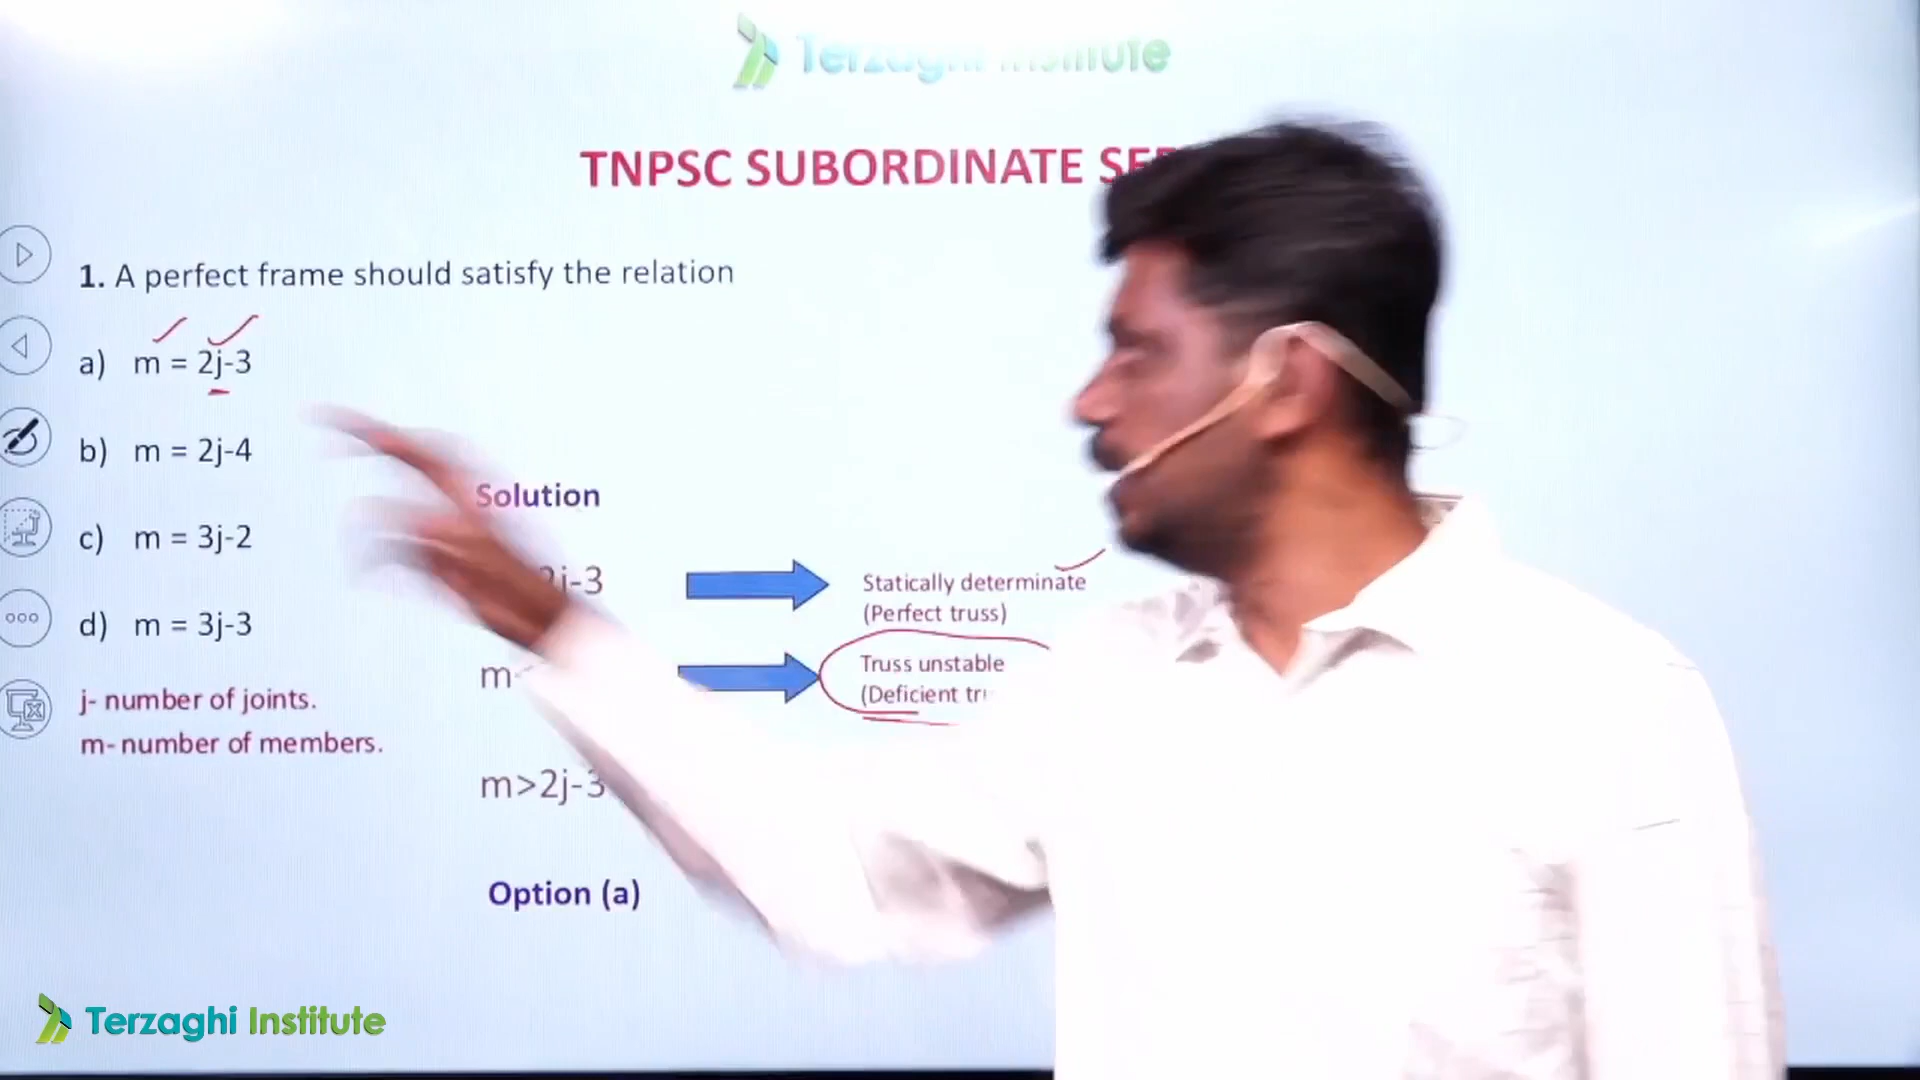 Terzaghi Institute
TNPSC SUBORDINATE
1. A perfect frame should satisfy the relation
a) m = 2j-3
b) m = 2j-4
c) m = 3j-2
d) m = 3j-3
j- number of joints.
m- number of members.
Solution
2j-3
Statically determinate
(Perfect truss)
m
Truss unstable
(Deficient
m>2j-3
Option (a)
Terzaghi Institute